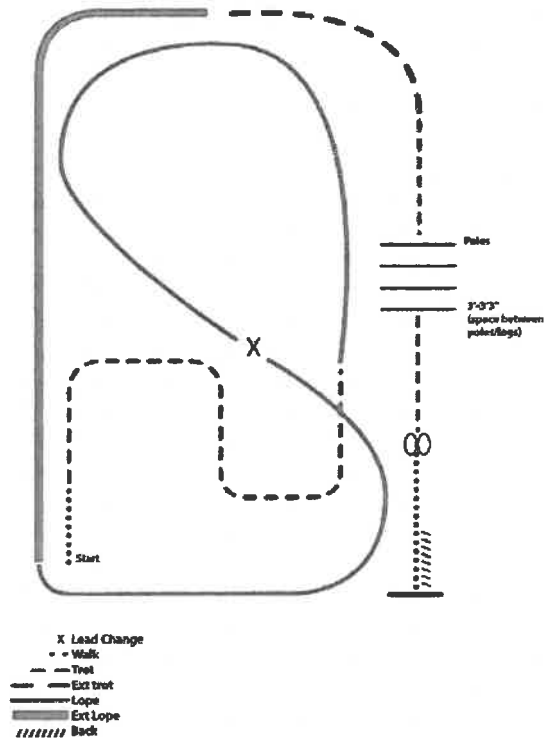 Poles
3'-3'3"
(space between
poles/logs)
X
Start
X Lead Change
Walk
Trot
Ext trot
Lope
Ext Lope
Back